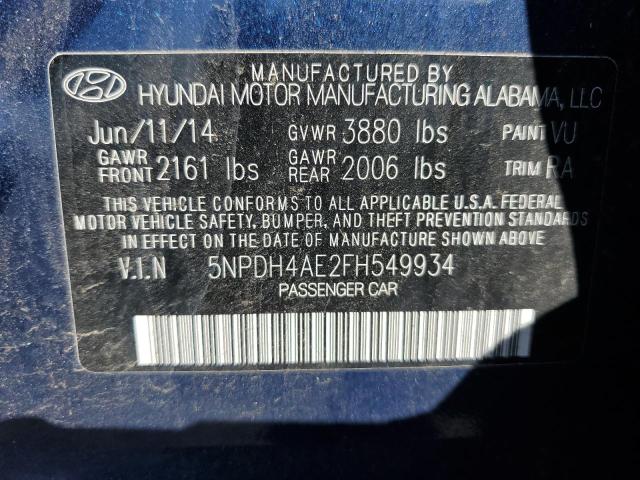 MANUFACTURED BY
HYUNDAI MOTOR MANUFACTURING ALABAMA, LLC
Jun/11/14 GVWR 3880 lbs PAINT VU
GAWR FRONT 2161 lbs GAWR REAR 2006 lbs TRIM RA
THIS VEHICLE CONFORMS TO ALL APPLICABLE U.S.A. FEDERAL
MOTOR VEHICLE SAFETY, BUMPER, AND THEFT PREVENTION STANDARDS
IN EFFECT ON THE DATE OF MANUFACTURE SHOWN ABOVE.
V.I.N 5NPDH4AE2FH549934
PASSENGER CAR